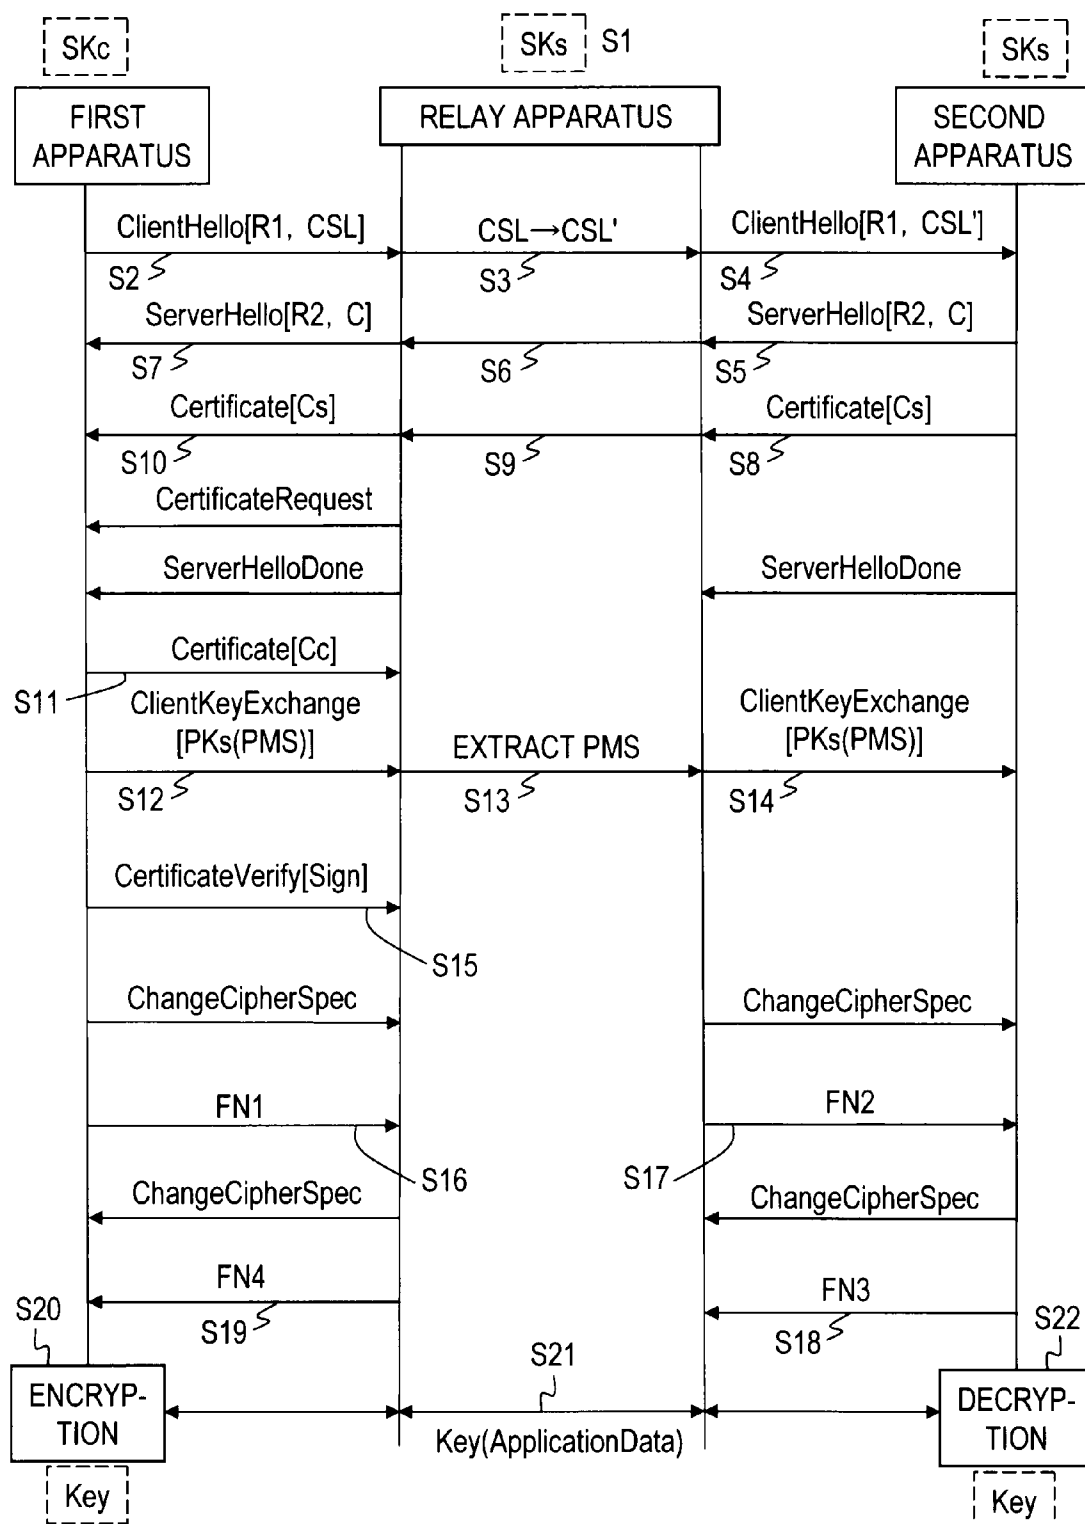 SKc
SKs
S1
SKs
FIRST
APPARATUS
RELAY APPARATUS
SECOND
APPARATUS
ClientHello[R1, CSL]
CSL→CSL'
ClientHello[R1, CSL']
S2
S3
S4
ServerHello[R2, C]
ServerHello[R2, C]
S7
S6
S5
Certificate[Cs]
Certificate[Cs]
S10
S9
S8
CertificateRequest
ServerHelloDone
ServerHelloDone
Certificate[Cc]
S11
ClientKeyExchange
[PKs(PMS)]
EXTRACT PMS
ClientKeyExchange
[PKs(PMS)]
S12
S13
S14
CertificateVerify[Sign]
S15
ChangeCipherSpec
ChangeCipherSpec
FN1
FN2
S16
S17
ChangeCipherSpec
ChangeCipherSpec
FN4
FN3
S20
S19
S18
S22
S21
ENCRYP-
TION
Key(ApplicationData)
DECRYP-
TION
Key
Key